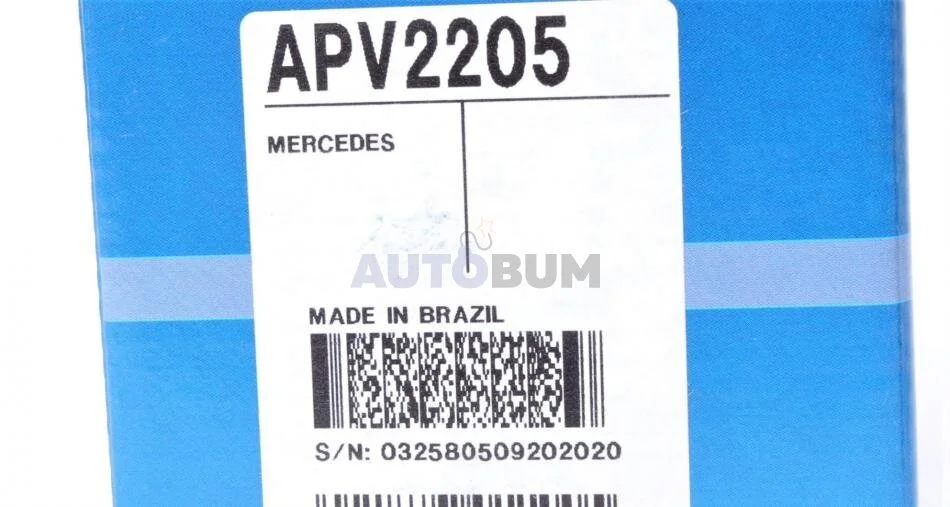 APV2205
MERCEDES
AUTOBUM
MADE IN BRAZIL
S/N: 032580509202020